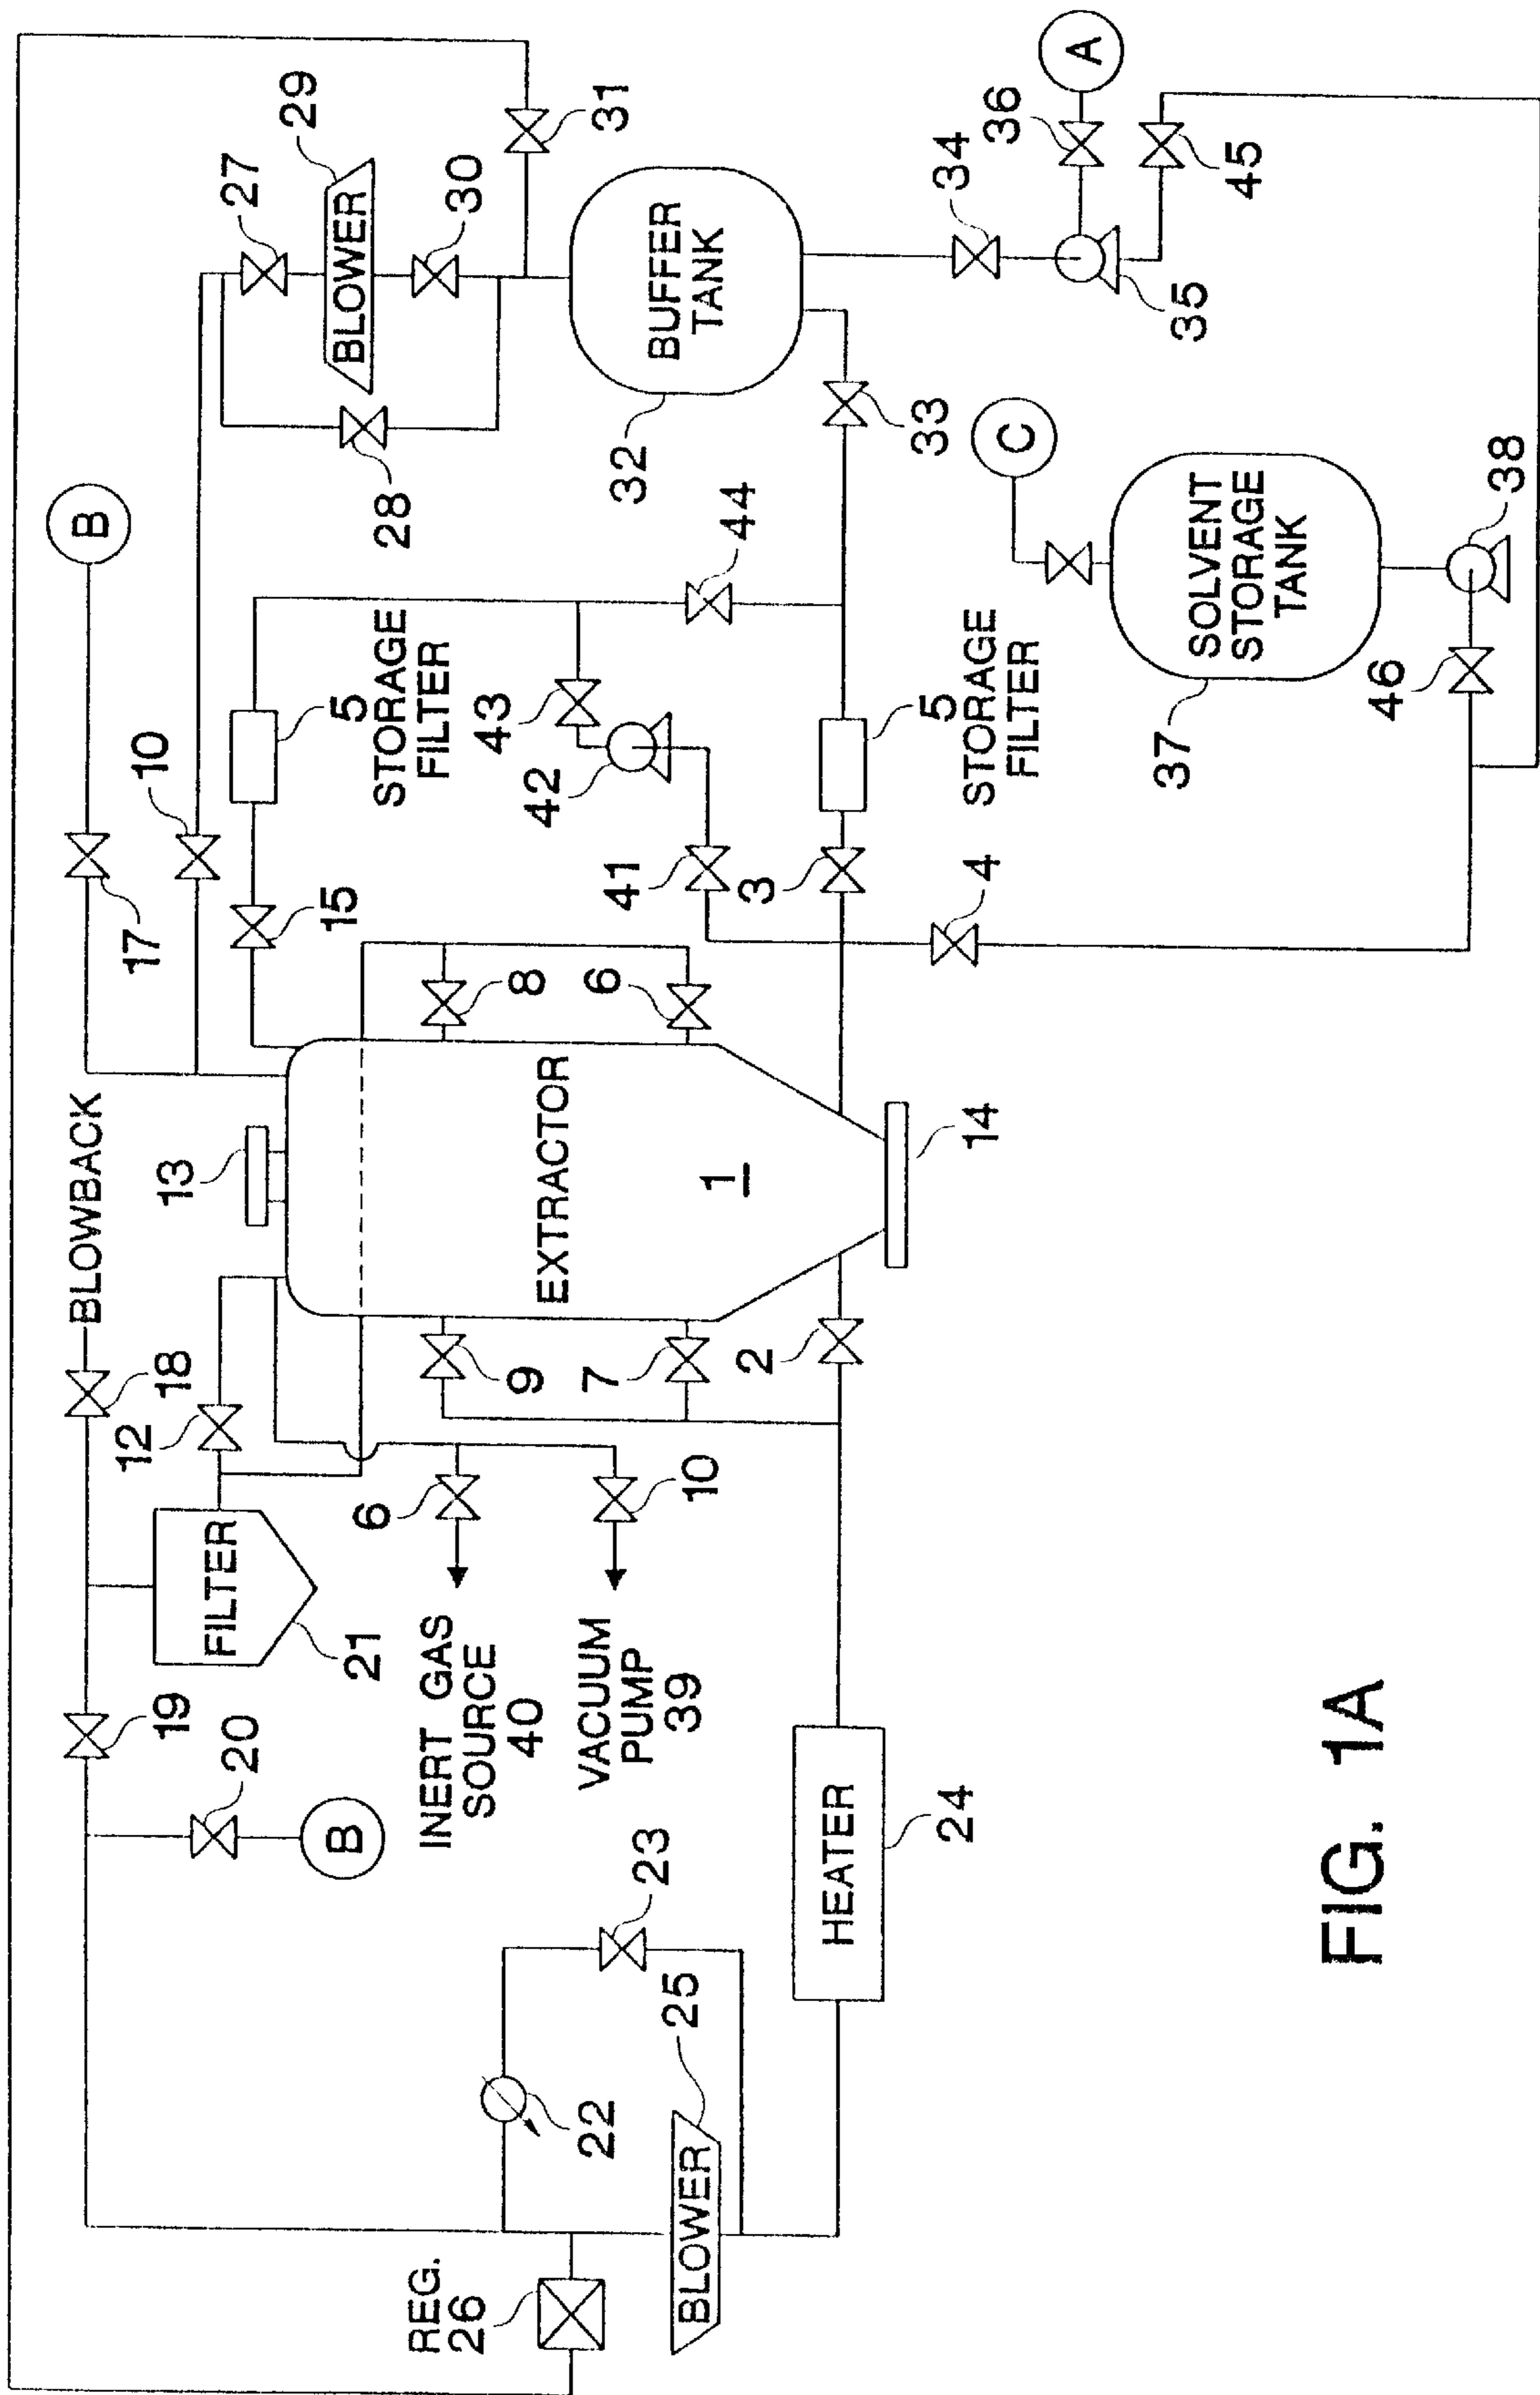 BLOWBACK
B
17
10
18
12
13
15
27
29
19
20
FILTER
21
B
REG.
26
INERT GAS
SOURCE
40
6
5
STORAGE
FILTER
28
BLOWER
30
31
22
23
25
BLOWER
VACUUM
PUMP
39
10
9
7
2
EXTRACTOR
1
8
6
43
42
41
3
44
32
BUFFER
TANK
HEATER
24
14
4
5
STORAGE
FILTER
33
34
36
A
C
37
SOLVENT
STORAGE
TANK
35
45
46
38
FIG. 1A